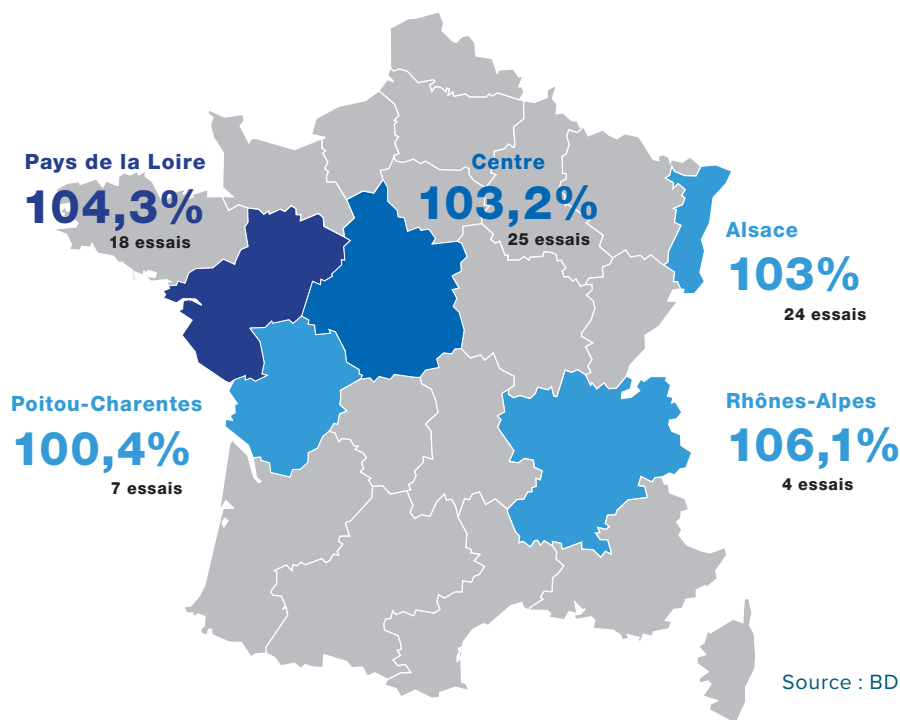 Pays de la Loire
104,3%
18 essais
Centre
103,2%
25 essais
Alsace
103%
24 essais
Poitou-Charentes
100,4%
7 essais
Rhônes-Alpes
106,1%
4 essais
Source : BD